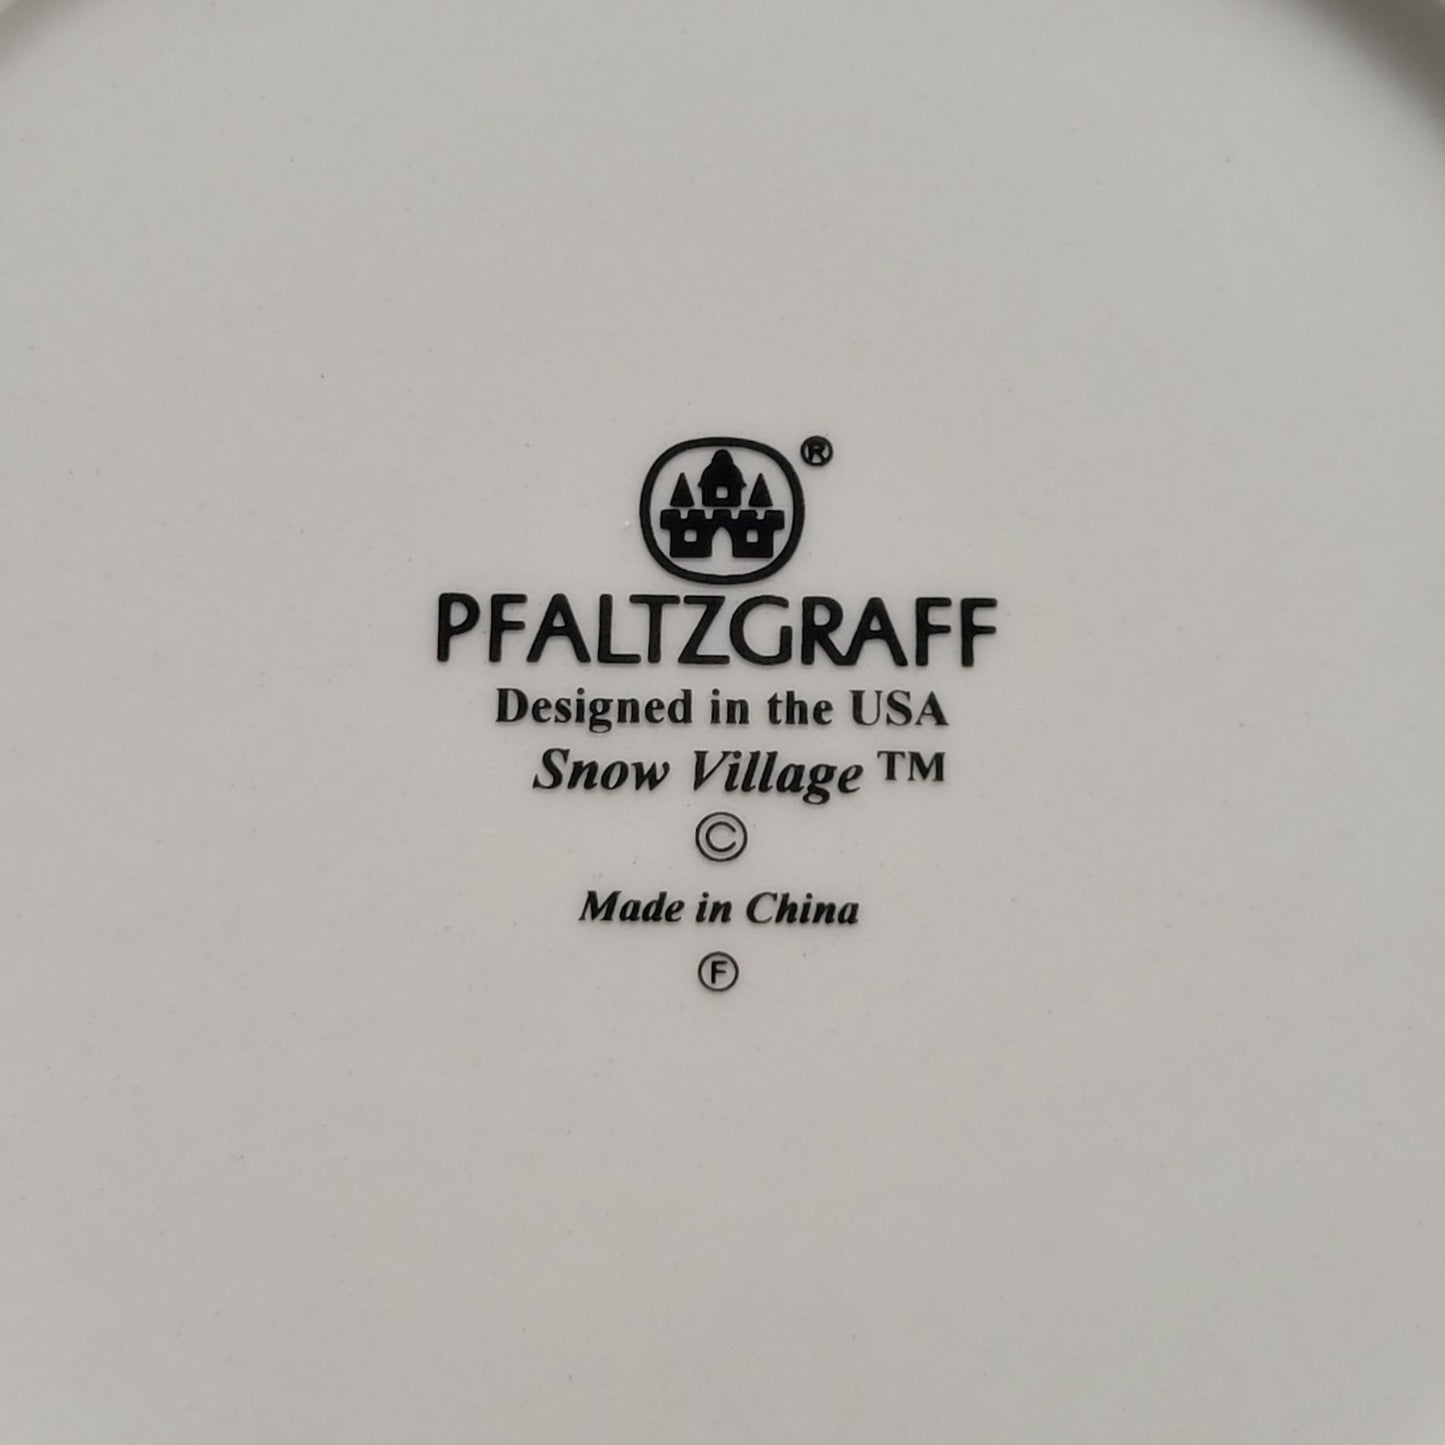 ®
PFALTZGRAFF
Designed in the USA
Snow Village ™
©
Made in China
Ⓕ